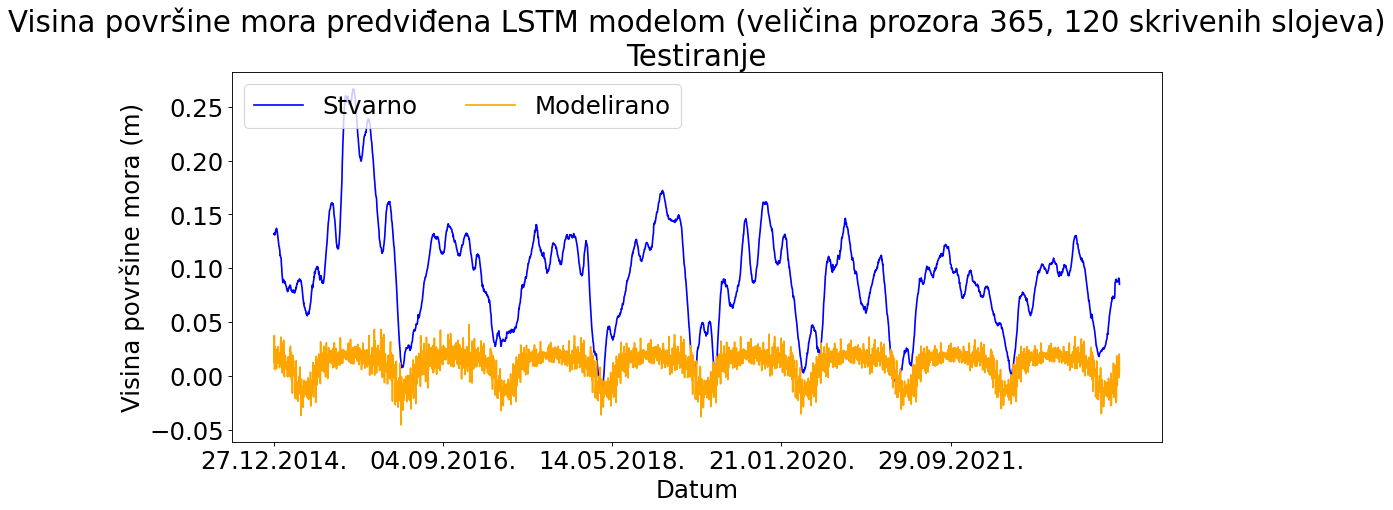 Visina površine mora predviđena LSTM modelom (veličina prozora 365, 120 skrivenih slojeva)
Testiranje
Stvarno Modelirano
Visina površine mora (m)
0.25
0.20
0.15
0.10
0.05
0.00
−0.05
27.12.2014. 04.09.2016. 14.05.2018. 21.01.2020. 29.09.2021.
Datum